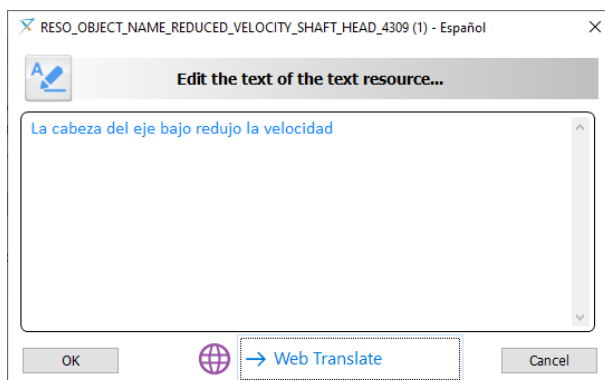 RESO_OBJECT_NAME_REDUCED_VELOCITY_SHAFT_HEAD_4309 (1) - Español
Edit the text of the text resource...
La cabeza del eje bajo redujo la velocidad
OK
→ Web Translate
Cancel